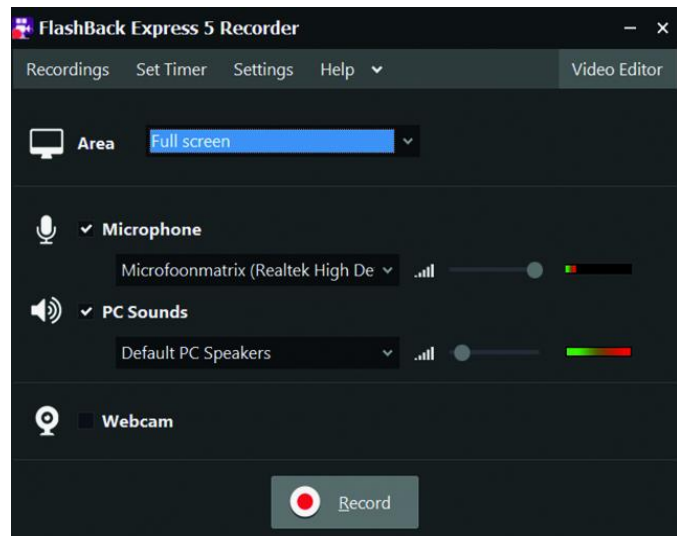 FlashBack Express 5 Recorder
Recordings Set Timer Settings Help Video Editor
Area Full screen
Microphone
Microfoonmatrix (Realtek High De
PC Sounds
Default PC Speakers
Webcam
Record